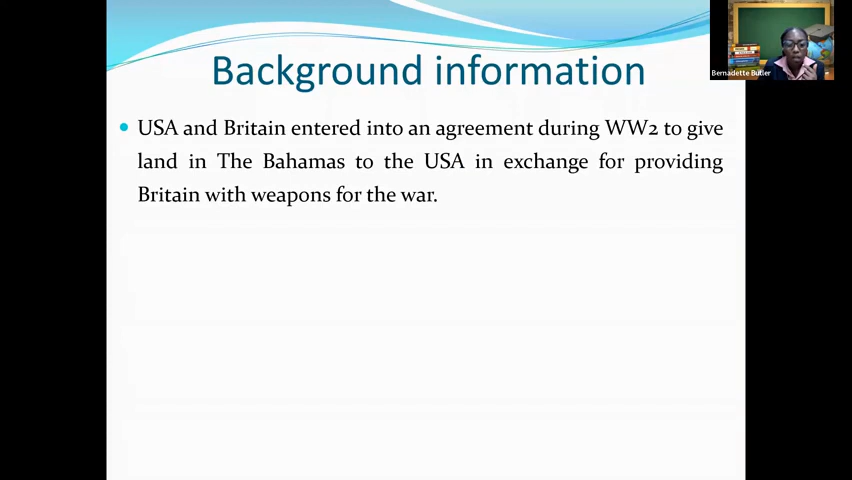 Background information
USA and Britain entered into an agreement during WW2 to give
land in The Bahamas to the USA in exchange for providing
Britain with weapons for the war.
Bernadette Butler